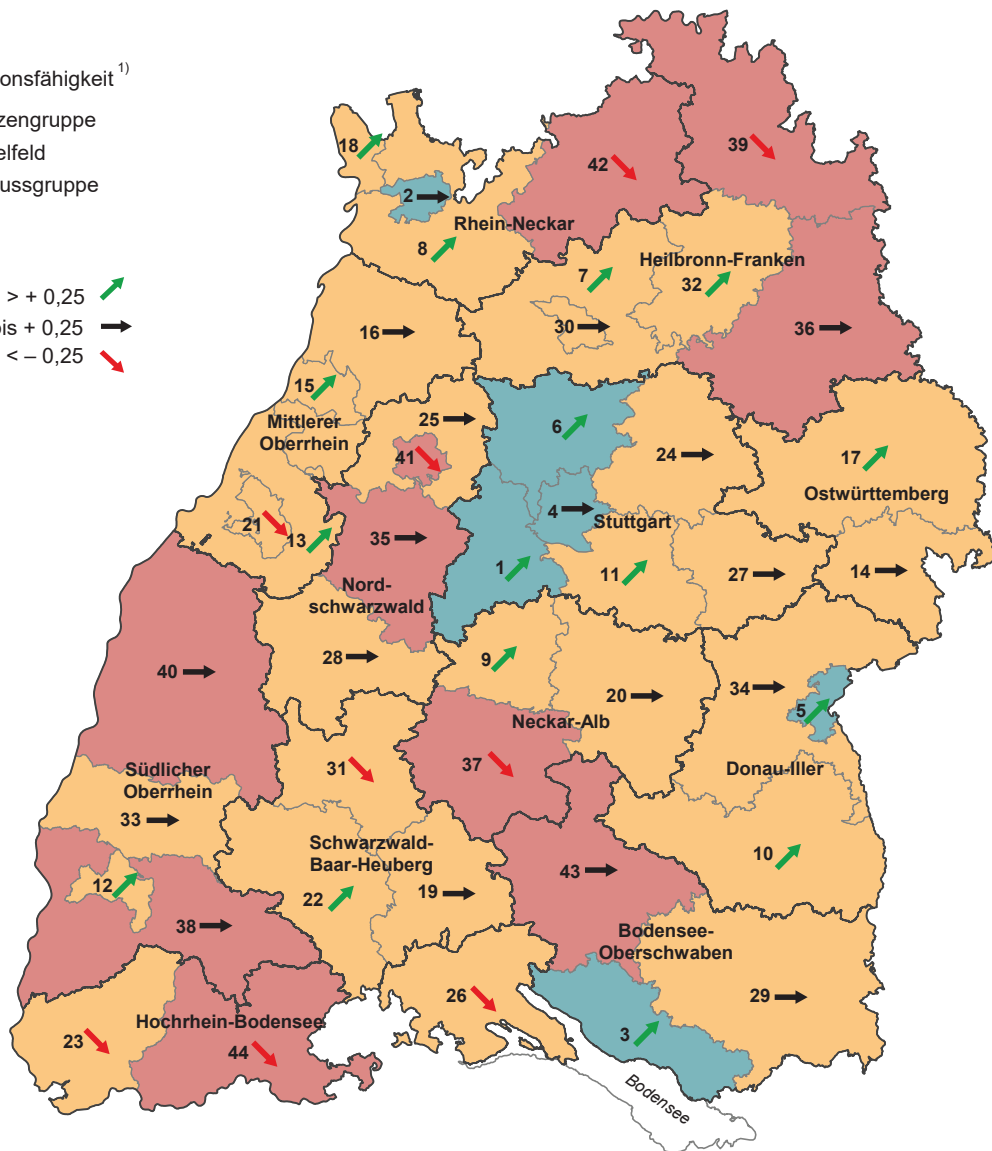 onsfähigkeit 1)
zengruppe
elfeld
ussgruppe
> + 0,25
bis + 0,25
< – 0,25
18
42
39
2
Rhein-Neckar
8
7
Heilbronn-Franken
32
16
30
36
15
25
6
Mittlerer
Oberrhein
41
24
17
Ostwürttemberg
21
13
35
4
Stuttgart
1
11
27
14
Nord-
schwarzwald
40
28
9
20
34
5
Neckar-Alb
31
37
Donau-Iller
Südlicher
Oberrhein
33
Schwarzwald-
Baar-Heuberg
10
12
22
19
43
38
Bodensee-
Oberschwaben
26
29
23
Hochrhein-Bodensee
44
3
Bodensee